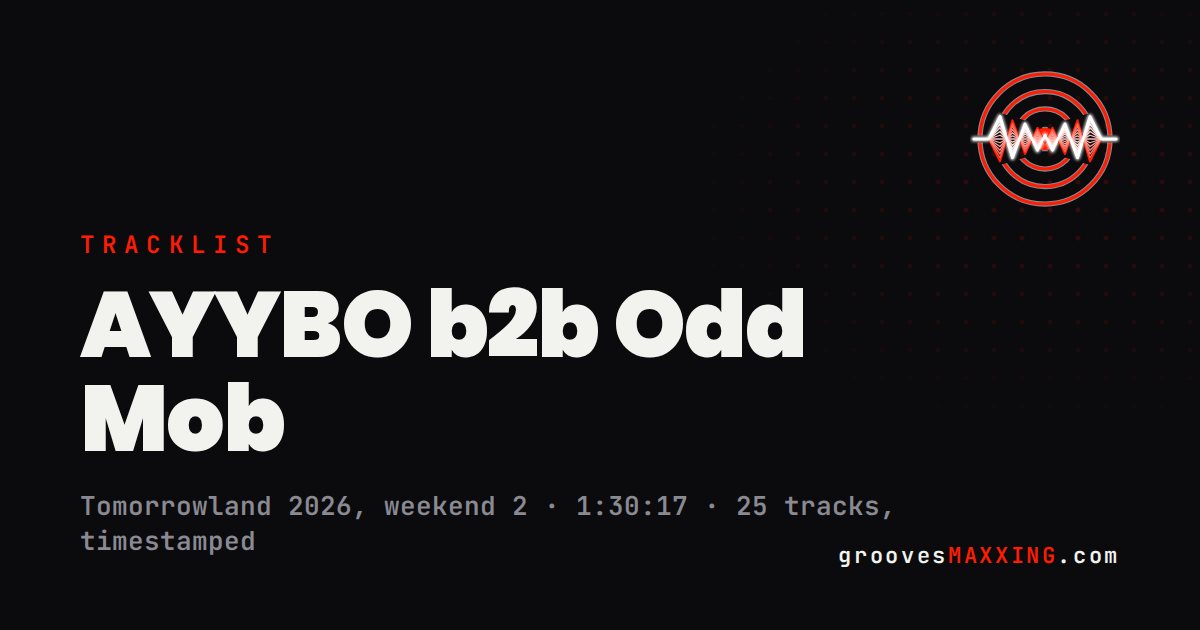 TRACKLIST
AYYBO b2b Odd
Mob
Tomorrowland 2026, weekend 2 · 1:30:17 · 25 tracks,
timestamped
groovesMAXXING.com